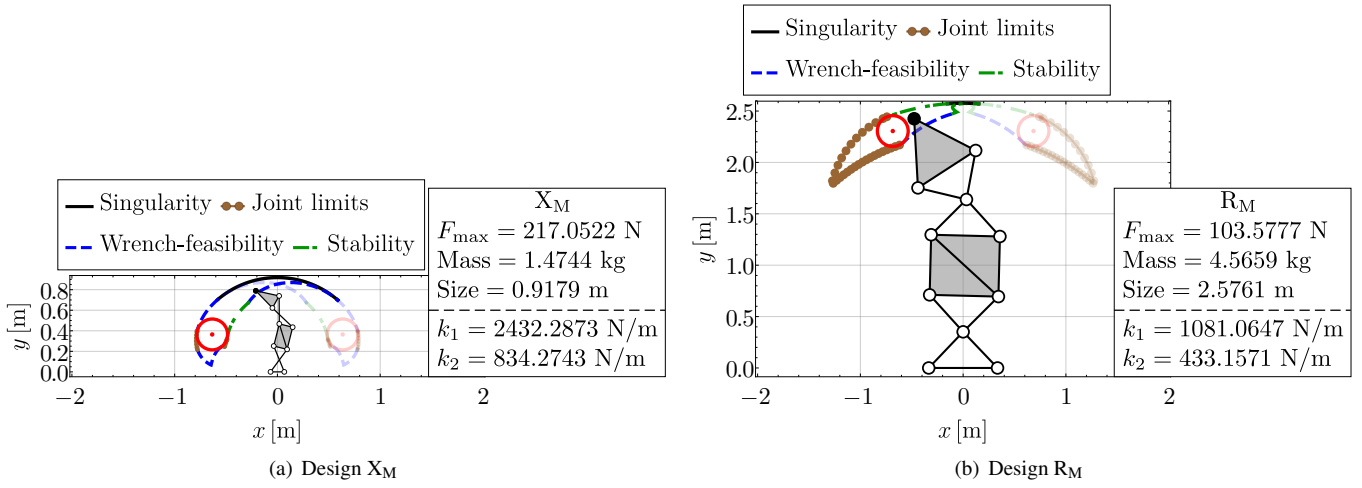 Singularity Joint limits
Wrench-feasibility Stability
0.8
0.6
0.4
0.2
0.0
y [m]
−2 −1 0 1 2
x [m]
X_M
F_max = 217.0522 N
Mass = 1.4744 kg
Size = 0.9179 m
k_1 = 2432.2873 N/m
k_2 = 834.2743 N/m
(a) Design X_M
Singularity Joint limits
Wrench-feasibility Stability
2.5
2.0
1.5
1.0
0.5
0.0
y [m]
−2 −1 0 1 2
x [m]
R_M
F_max = 103.5777 N
Mass = 4.5659 kg
Size = 2.5761 m
k_1 = 1081.0647 N/m
k_2 = 433.1571 N/m
(b) Design R_M